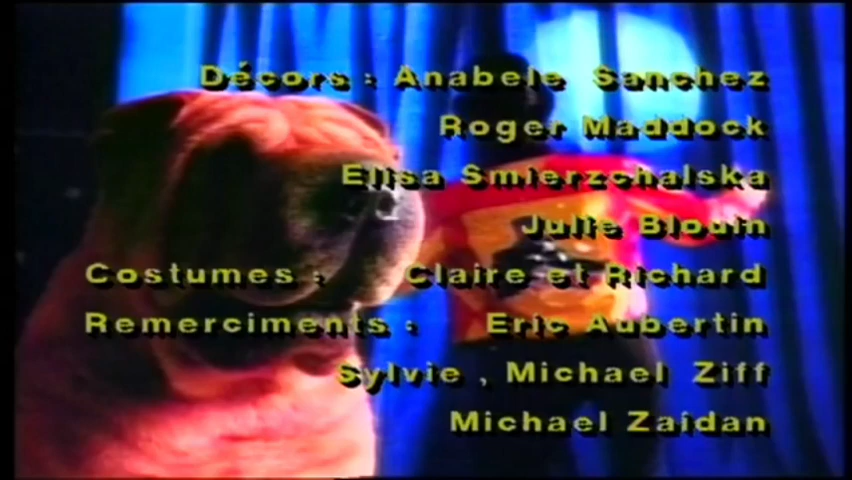 Décors : Anabele Sanchez
Roger Maddock
Elisa Smierzchalska
Julie Blouin
Costumes : Claire et Richard
Remerciments : Eric Aubertin
Sylvie , Michael Ziff
Michael Zaidan